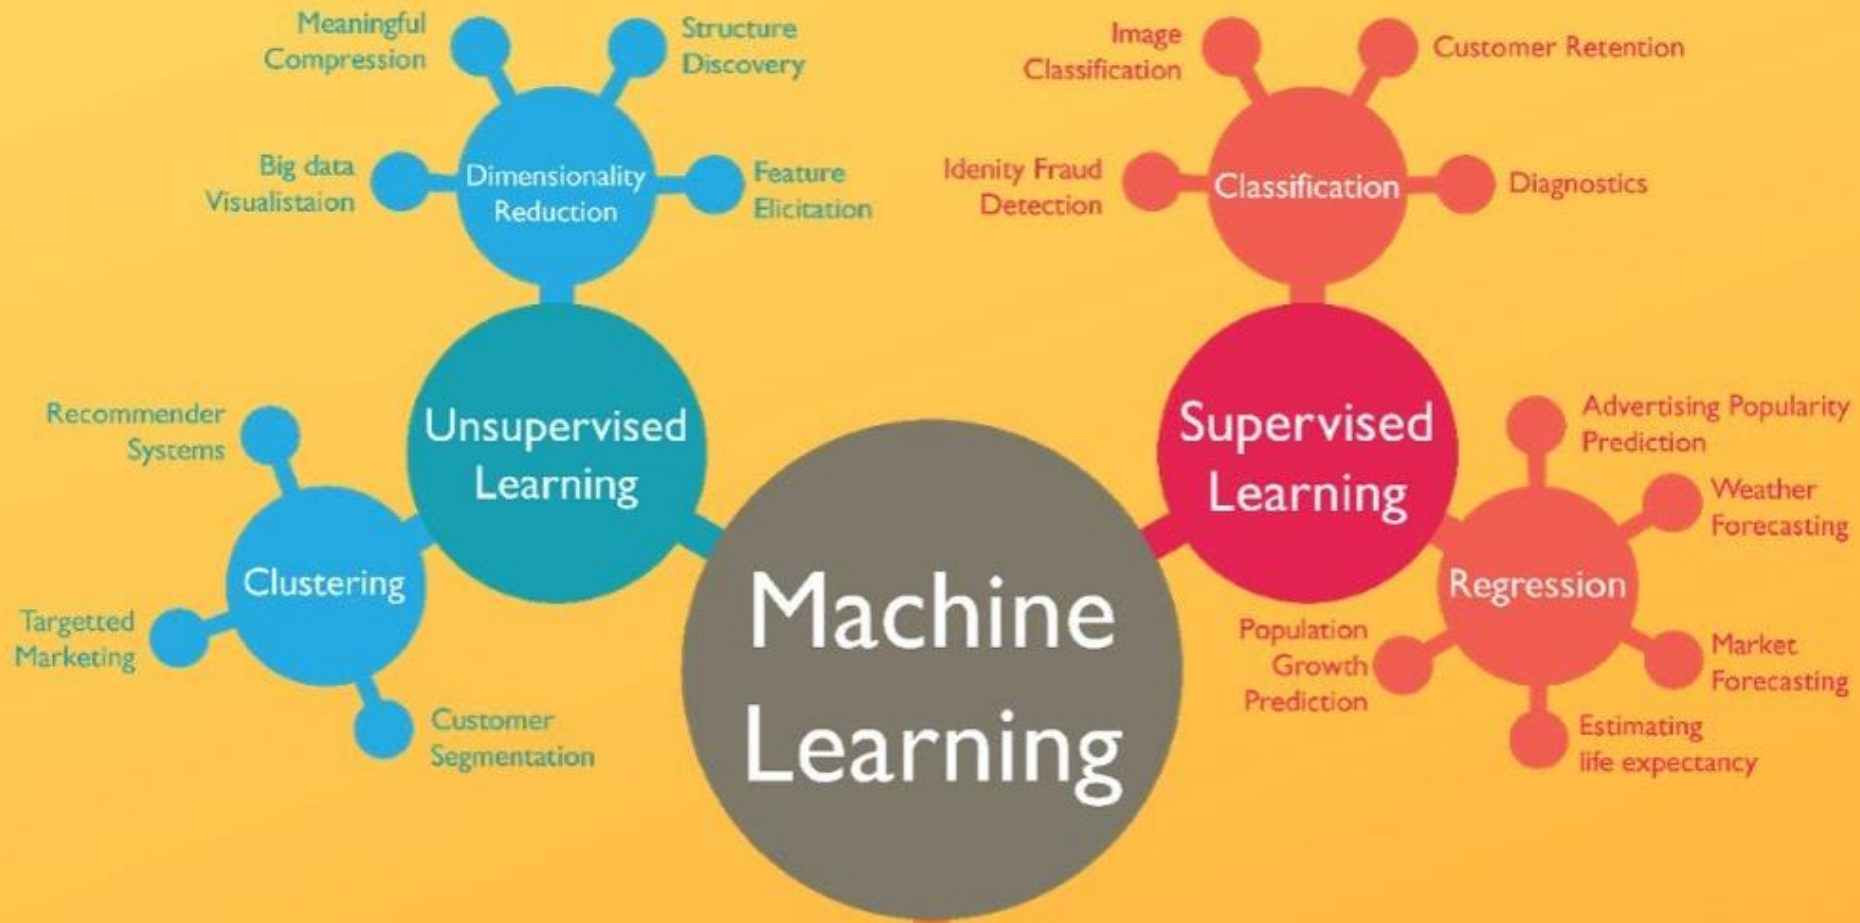 Meaningful
Compression
Structure
Discovery
Big data
Visualistaion
Dimensionality
Reduction
Feature
Elicitation
Image
Classification
Customer Retention
Idenity Fraud
Detection
Classification
Diagnostics
Recommender
Systems
Unsupervised
Learning
Clustering
Targetted
Marketing
Customer
Segmentation
Machine
Learning
Supervised
Learning
Advertising Popularity
Prediction
Weather
Forecasting
Regression
Population
Growth
Prediction
Market
Forecasting
Estimating
life expectancy